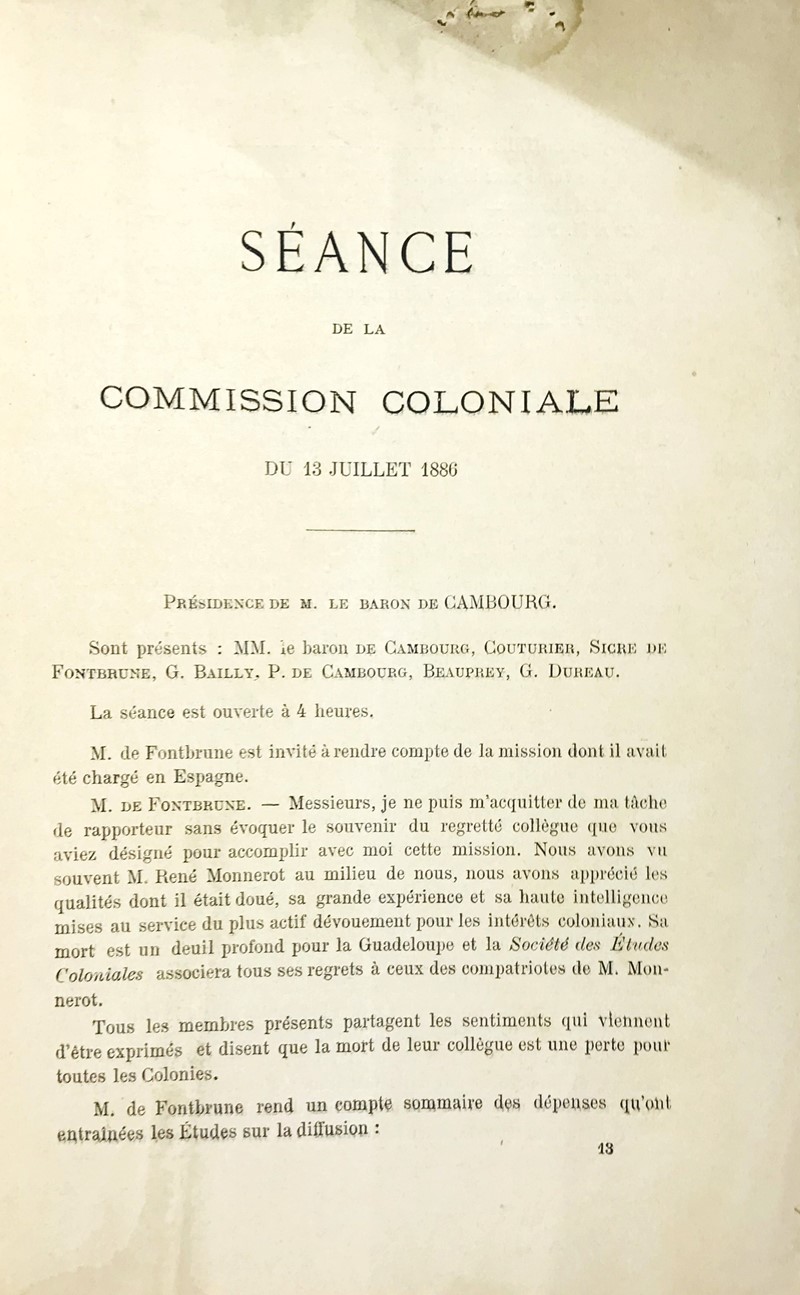 SÉANCE
DE LA
COMMISSION COLONIALE
DU 13 JUILLET 1886
PRÉSIDENCE DE M. LE BARON DE CAMBOURG.
Sont présents : MM. le baron DE CAMBOURG, COUTURIER, SICRE DE
FONTBRUNE, G. BAILLY, P. DE CAMBOURG, BEAUPREY, G. DUREAU.
La séance est ouverte à 4 heures.
M. de Fontbrune est invité à rendre compte de la mission dont il avait
été chargé en Espagne.
M. DE FONTBRUNE. — Messieurs, je ne puis m'acquitter de ma tâche
de rapporteur sans évoquer le souvenir du regretté collègue que vous
aviez désigné pour accomplir avec moi cette mission. Nous avons vu
souvent M. René Monnerot au milieu de nous, nous avons apprécié les
qualités dont il était doué, sa grande expérience et sa haute intelligence
mises au service du plus actif dévouement pour les intérêts coloniaux. Sa
mort est un deuil profond pour la Guadeloupe et la Société des Études
Coloniales associera tous ses regrets à ceux des compatriotes de M. Mon-
nerot.
Tous les membres présents partagent les sentiments qui viennent
d'être exprimés et disent que la mort de leur collègue est une perte pour
toutes les Colonies.
M. de Fontbrune rend un compte sommaire des dépenses qu'ont
entraînées les Études sur la diffusion :
13